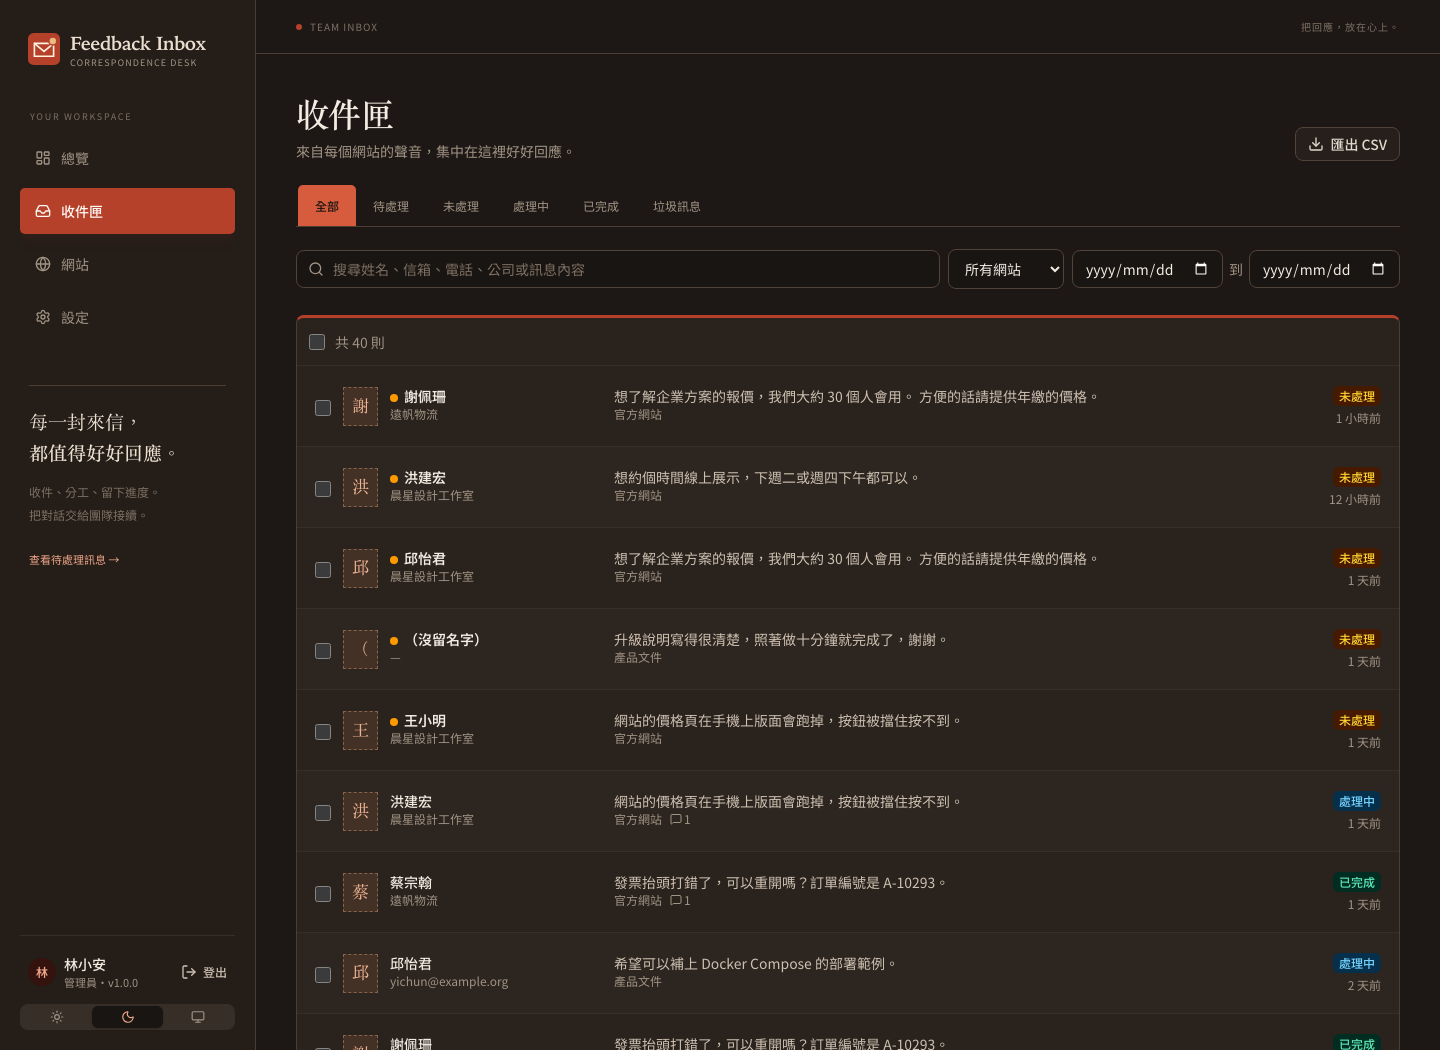 Feedback Inbox
CORRESPONDENCE DESK
YOUR WORKSPACE
總覽
收件匣
網站
設定
每一封來信，
都值得好好回應。
收件、分工、留下進度。
把對話交給團隊接續。
查看待處理訊息 →
林
林小安
管理員・v1.0.0
登出
TEAM INBOX
把回應，放在心上。
收件匣
來自每個網站的聲音，集中在這裡好好回應。
匯出 CSV
全部
待處理
未處理
處理中
已完成
垃圾訊息
搜尋姓名、信箱、電話、公司或訊息內容
所有網站
yyyy/mm/dd
到
yyyy/mm/dd
共 40 則
謝
謝佩珊
遠帆物流
想了解企業方案的報價，我們大約 30 個人會用。 方便的話請提供年繳的價格。
官方網站
未處理
1 小時前
洪
洪建宏
晨星設計工作室
想約個時間線上展示，下週二或週四下午都可以。
官方網站
未處理
12 小時前
邱
邱怡君
晨星設計工作室
想了解企業方案的報價，我們大約 30 個人會用。 方便的話請提供年繳的價格。
官方網站
未處理
1 天前
（
（沒留名字）
—
升級說明寫得很清楚，照著做十分鐘就完成了，謝謝。
產品文件
未處理
1 天前
王
王小明
晨星設計工作室
網站的價格頁在手機上版面會跑掉，按鈕被擋住按不到。
官方網站
未處理
1 天前
洪
洪建宏
晨星設計工作室
網站的價格頁在手機上版面會跑掉，按鈕被擋住按不到。
官方網站 1
處理中
1 天前
蔡
蔡宗翰
遠帆物流
發票抬頭打錯了，可以重開嗎？訂單編號是 A-10293。
官方網站 1
已完成
1 天前
邱
邱怡君
yichun@example.org
希望可以補上 Docker Compose 的部署範例。
產品文件
處理中
2 天前
謝
謝佩珊
發票抬頭打錯了，可以重開嗎？訂單編號是 A-10293。
已完成